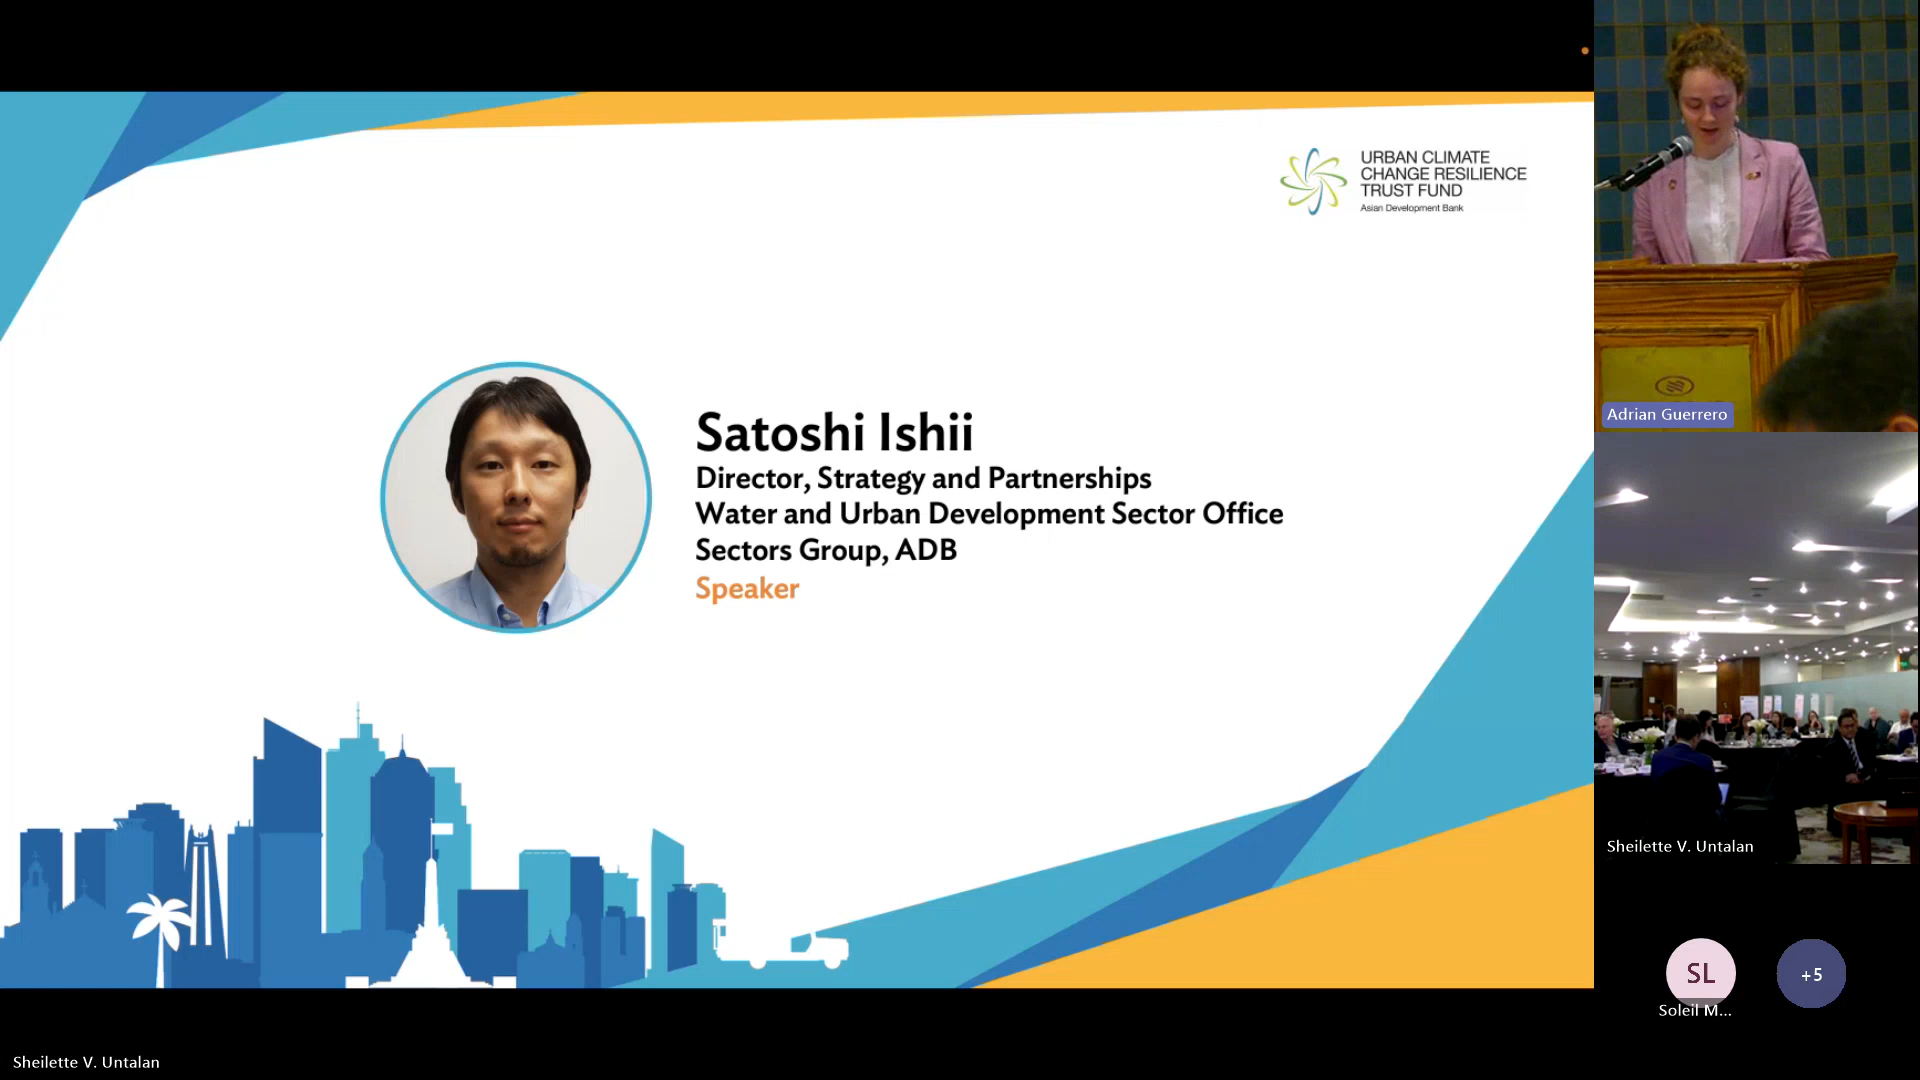 URBAN CLIMATE
CHANGE RESILIENCE
TRUST FUND
Asian Development Bank
Satoshi Ishii
Director, Strategy and Partnerships
Water and Urban Development Sector Office
Sectors Group, ADB
Speaker
Adrian Guerrero
Sheilette V. Untalan
SL
+5
Soleil M...
Sheilette V. Untalan